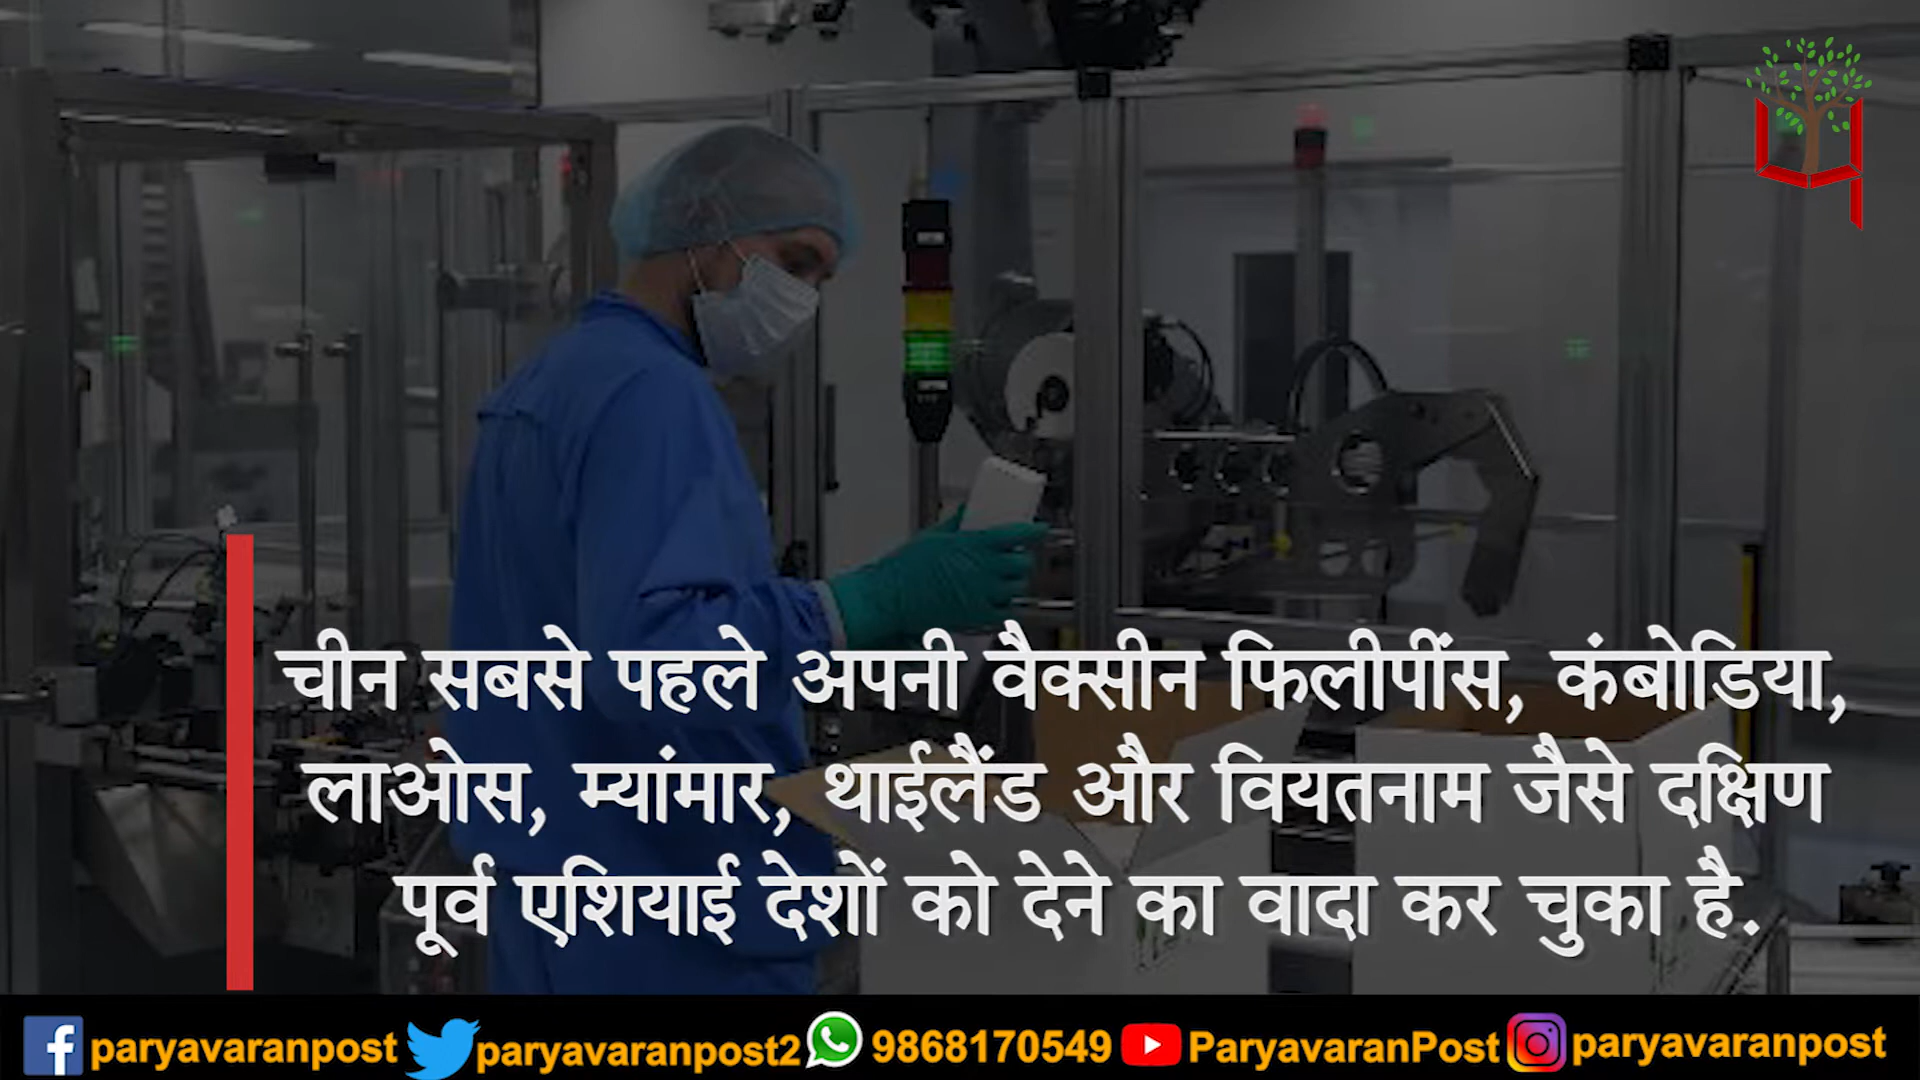 चीन सबसे पहले अपनी वैक्सीन फिलीपींस, कंबोडिया,
लाओस, म्यांमार, थाईलैंड और वियतनाम जैसे दक्षिण
पूर्व एशियाई देशों को देने का वादा कर चुका है.
paryavaranpost paryavaranpost2 9868170549 ParyavaranPost paryavaranpost